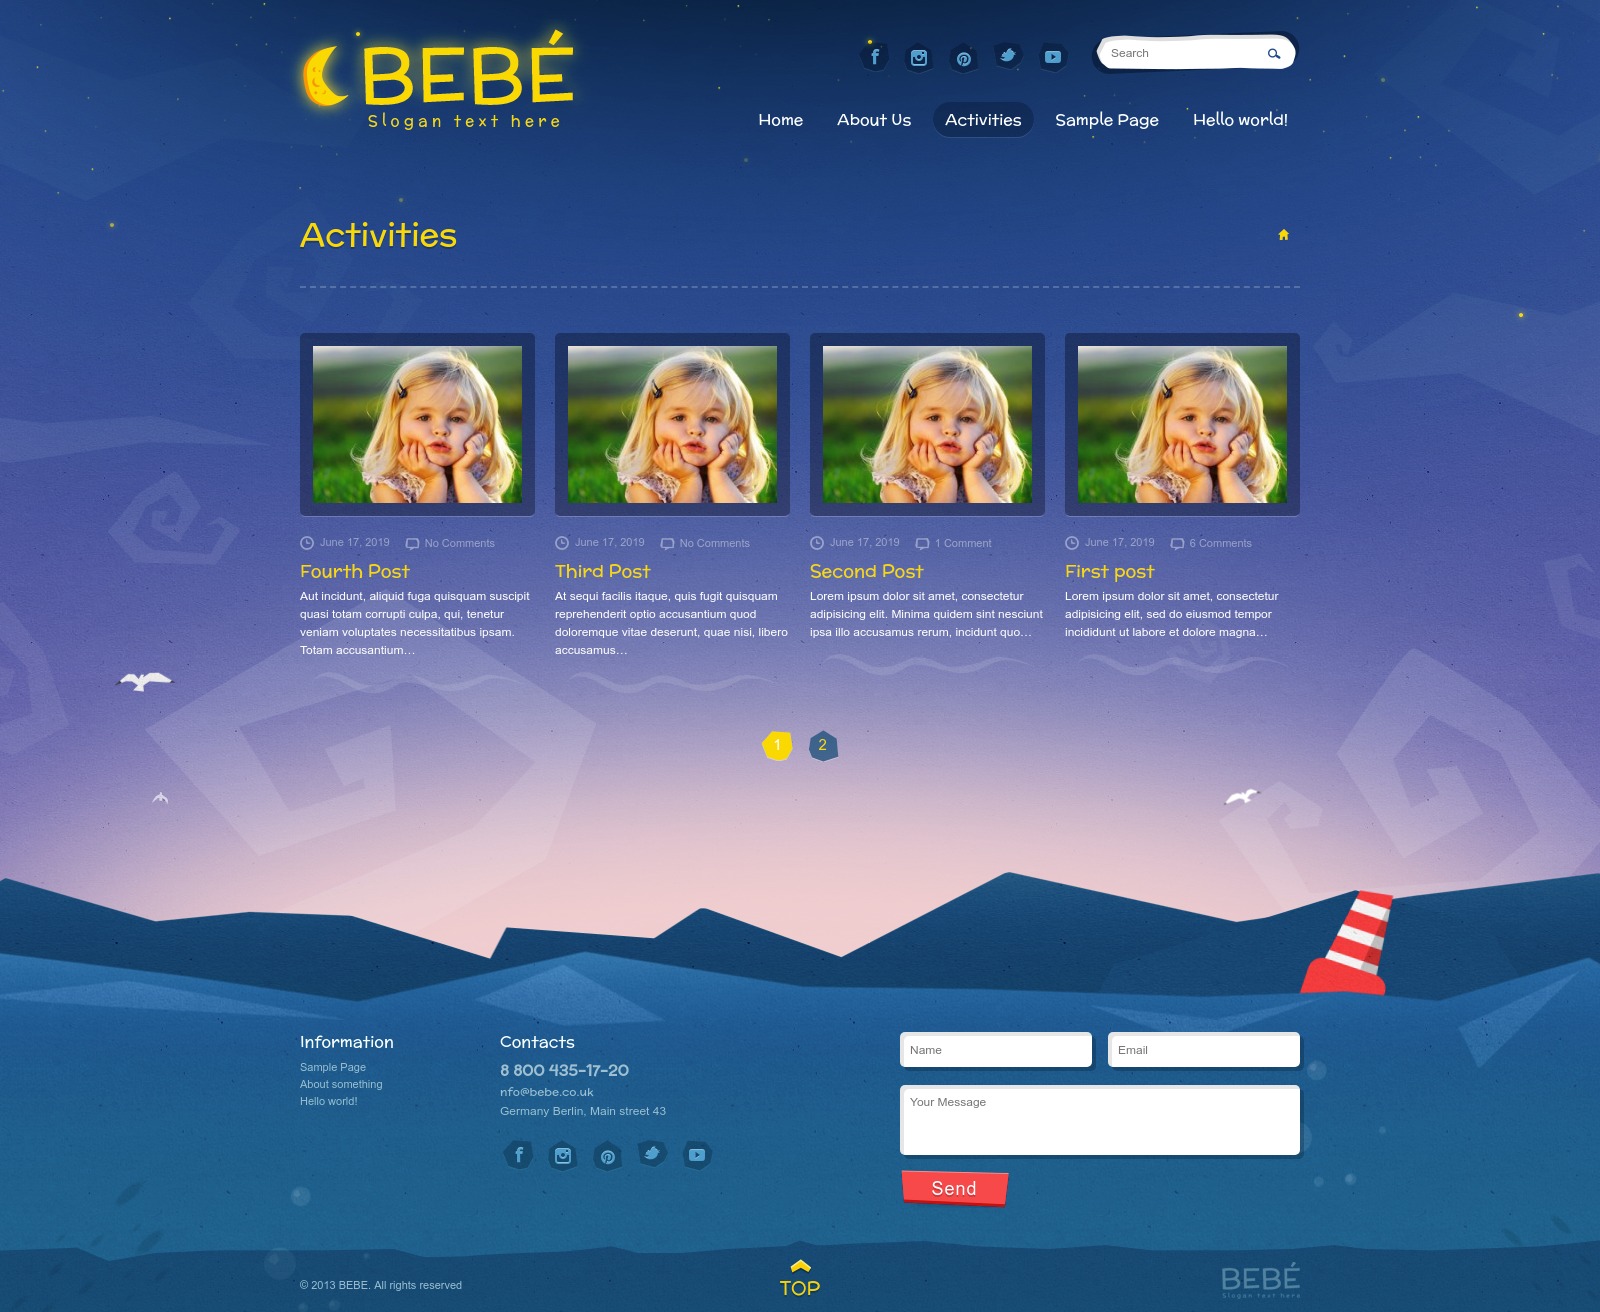 BEBÉ
Slogan text here
Search
Home About Us Activities Sample Page Hello world!
Activities
June 17, 2019 No Comments
Fourth Post
Aut incidunt, aliquid fuga quisquam suscipit
quasi totam corrupti culpa, qui, tenetur
veniam voluptates necessitatibus ipsam.
Totam accusantium…
June 17, 2019 No Comments
Third Post
At sequi facilis itaque, quis fugit quisquam
reprehenderit optio accusantium quod
doloremque vitae deserunt, quae nisi, libero
accusamus…
June 17, 2019 1 Comment
Second Post
Lorem ipsum dolor sit amet, consectetur
adipisicing elit. Minima quidem sint nesciunt
ipsa illo accusamus rerum, incidunt quo…
June 17, 2019 6 Comments
First post
Lorem ipsum dolor sit amet, consectetur
adipisicing elit, sed do eiusmod tempor
incididunt ut labore et dolore magna…
1 2
Information
Sample Page
About something
Hello world!
Contacts
8 800 435-17-20
nfo@bebe.co.uk
Germany Berlin, Main street 43
Name
Email
Your Message
Send
© 2013 BEBE. All rights reserved
TOP
BEBÉ
Slogan text here